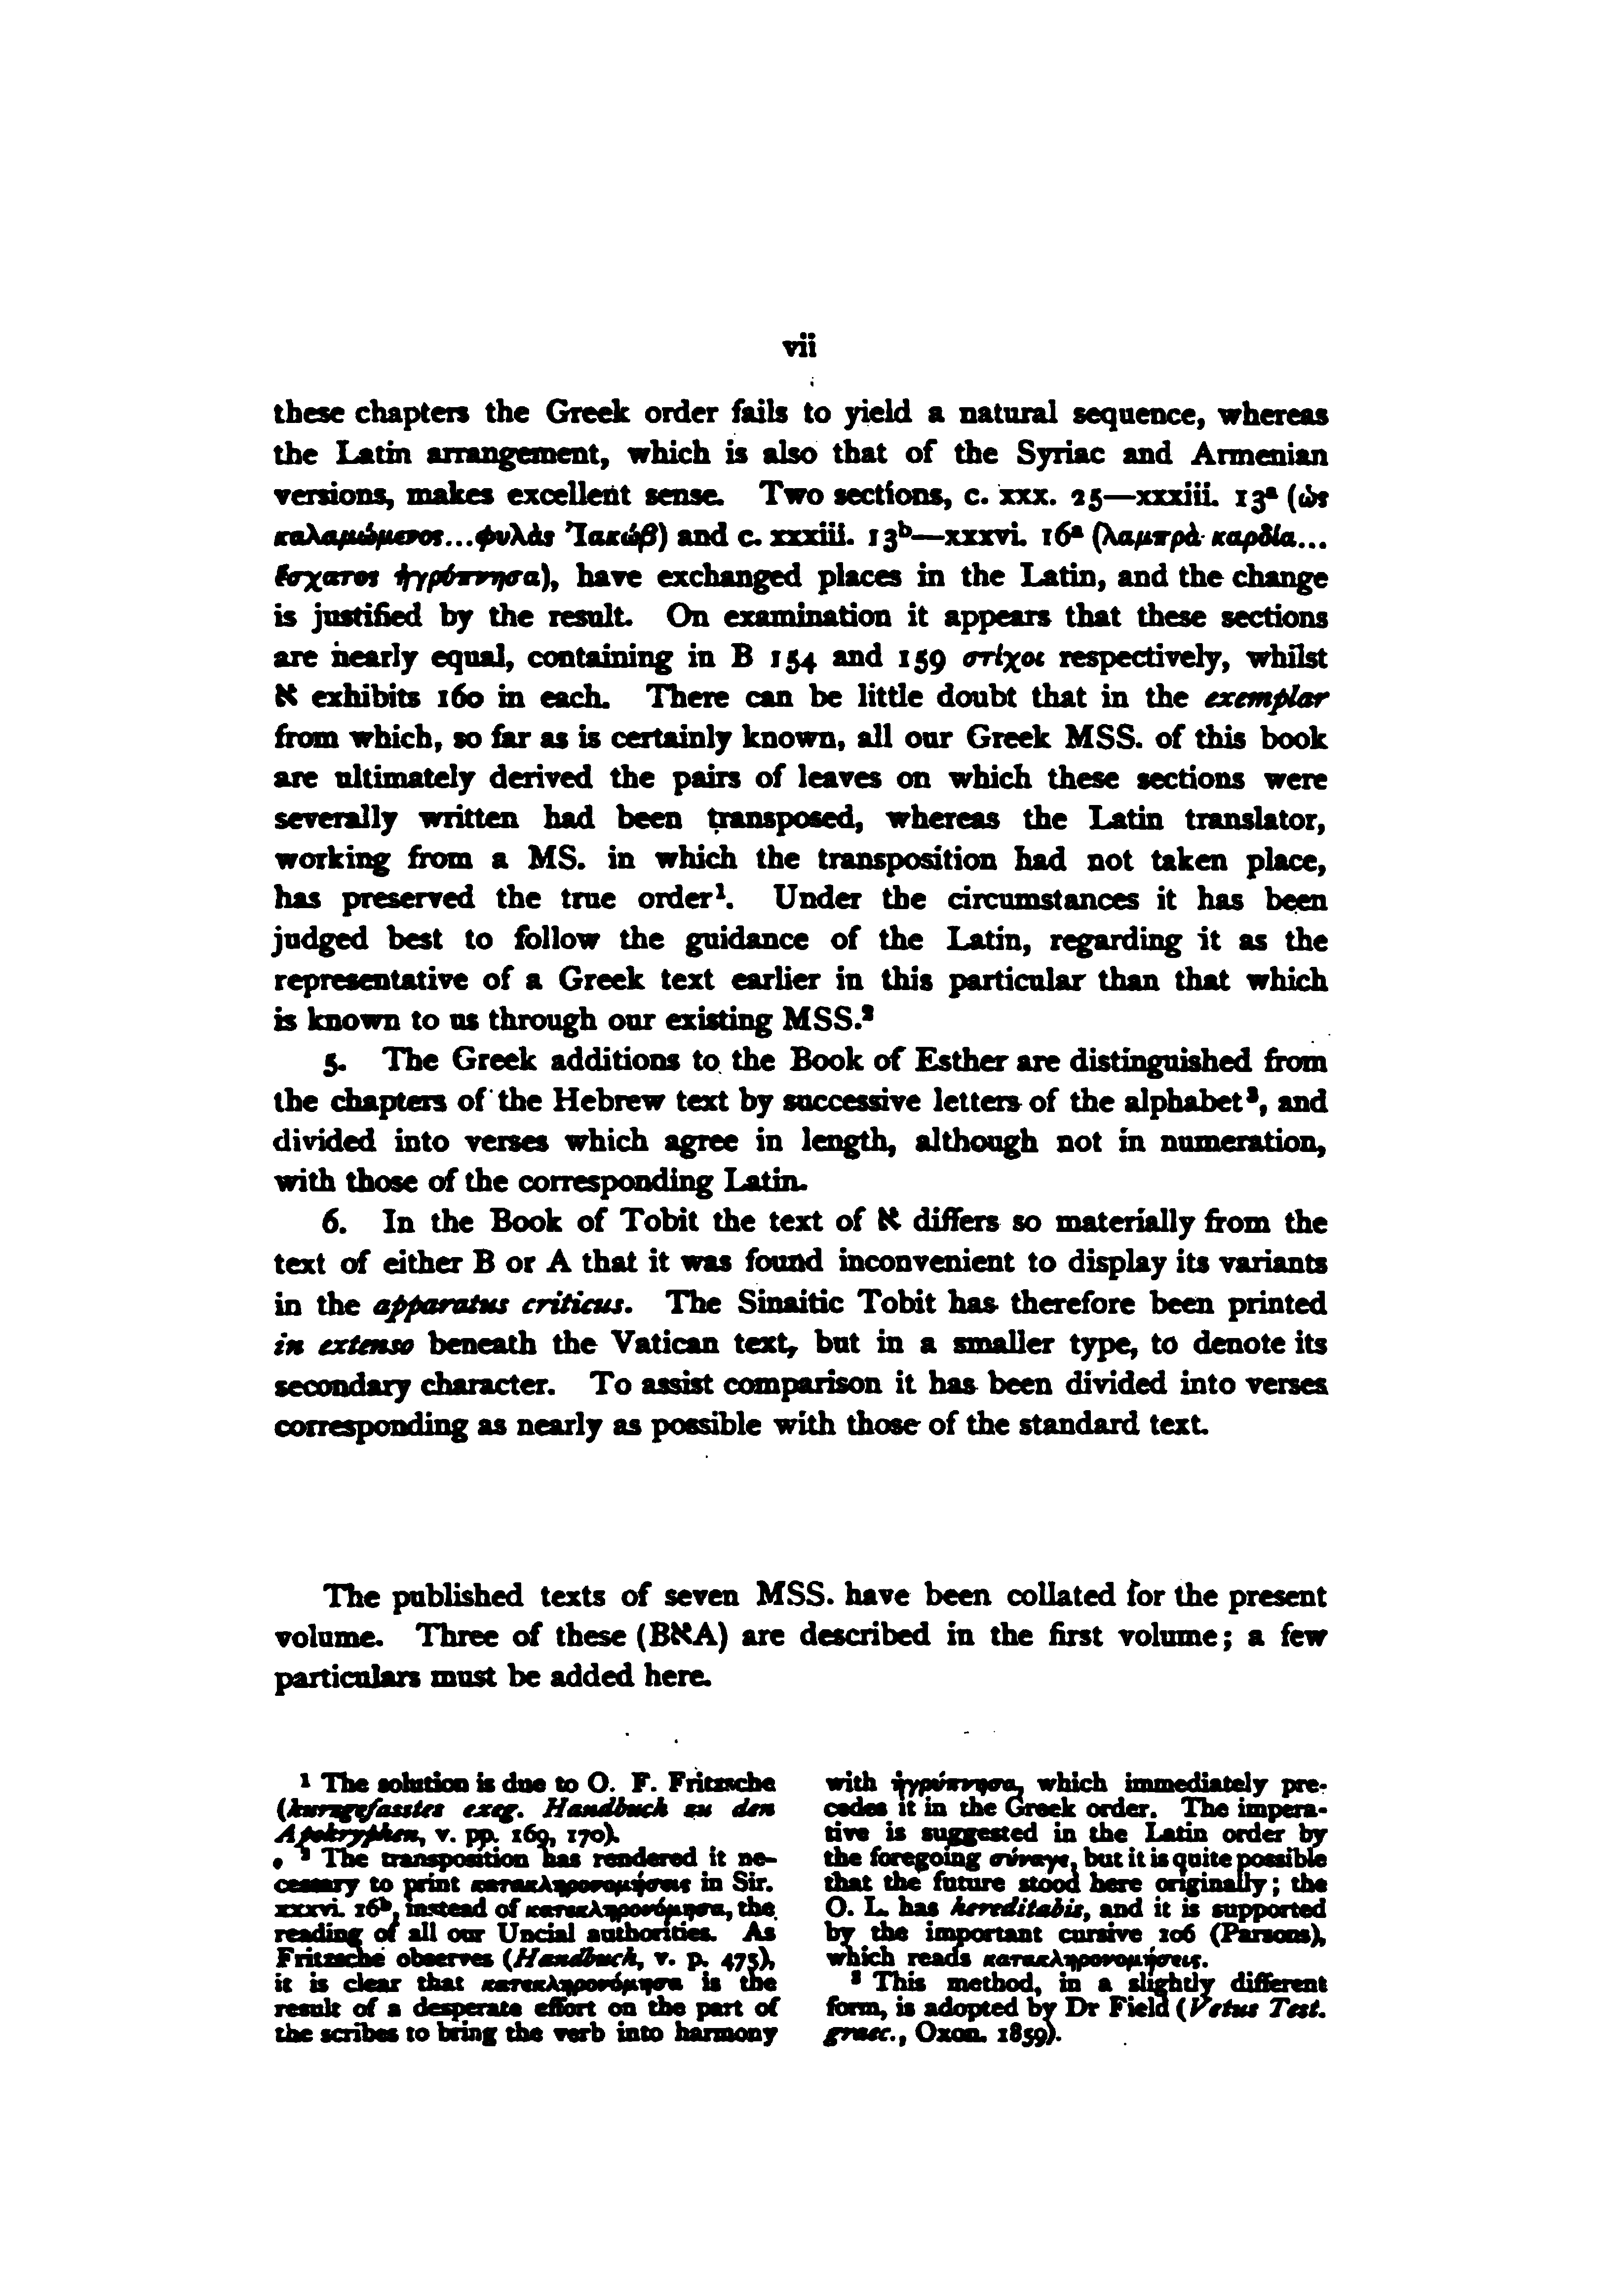 vii
these chapters the Greek order fails to yield a natural sequence, whereas
the Latin arrangement, which is also that of the Syriac and Armenian
versions, makes excellent sense. Two sections, c. xxx. 25—xxxiii. 13ᵃ (ὡς
καλαμώμενος...φυλὰς Ἰακώβ) and c. xxxiii. 13ᵇ—xxxvi. 16ᵃ (λαμπρὰ καρδία...
ἔσχατος ἠγρύπνησα), have exchanged places in the Latin, and the change
is justified by the result. On examination it appears that these sections
are nearly equal, containing in B 154 and 159 στίχοι respectively, whilst
א exhibits 160 in each. There can be little doubt that in the exemplar
from which, so far as is certainly known, all our Greek MSS. of this book
are ultimately derived the pairs of leaves on which these sections were
severally written had been transposed, whereas the Latin translator,
working from a MS. in which the transposition had not taken place,
has preserved the true order¹. Under the circumstances it has been
judged best to follow the guidance of the Latin, regarding it as the
representative of a Greek text earlier in this particular than that which
is known to us through our existing MSS.²
5. The Greek additions to the Book of Esther are distinguished from
the chapters of the Hebrew text by successive letters of the alphabet³, and
divided into verses which agree in length, although not in numeration,
with those of the corresponding Latin.
6. In the Book of Tobit the text of א differs so materially from the
text of either B or A that it was found inconvenient to display its variants
in the apparatus criticus. The Sinaitic Tobit has therefore been printed
in extenso beneath the Vatican text, but in a smaller type, to denote its
secondary character. To assist comparison it has been divided into verses
corresponding as nearly as possible with those of the standard text.
The published texts of seven MSS. have been collated for the present
volume. Three of these (BאA) are described in the first volume; a few
particulars must be added here.
¹ The solution is due to O. F. Fritzsche
(kurzgefasstes exeg. Handbuch zu den
Apokryphen, v. pp. 169, 170).
² The transposition has rendered it ne-
cessary to print κατακληρονομήσεις in Sir.
xxxvi. 16ᵇ, instead of κατεκληρονόμησα, the
reading of all our Uncial authorities. As
Fritzsche observes (Handbuch, v. p. 475),
it is clear that κατεκληρονόμησα is the
result of a desperate effort on the part of
the scribes to bring the verb into harmony
with ἠγρύπνησα, which immediately pre-
cedes it in the Greek order. The impera-
tive is suggested in the Latin order by
the foregoing σύναγε, but it is quite possible
that the future stood here originally; the
O. L. has hereditabis, and it is supported
by the important cursive 106 (Parsons),
which reads κατακληρονομήσεις.
³ This method, in a slightly different
form, is adopted by Dr Field (Vetus Test.
graec., Oxon. 1859).